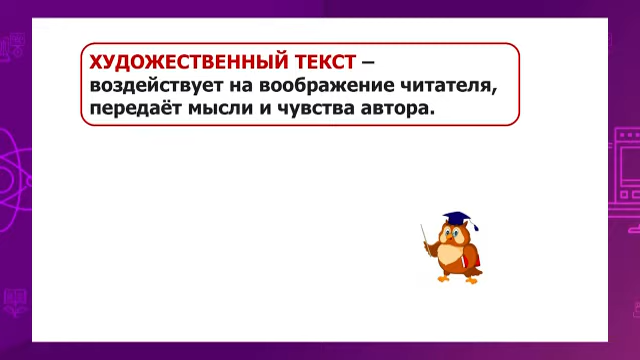 ХУДОЖЕСТВЕННЫЙ ТЕКСТ –
воздействует на воображение читателя,
передаёт мысли и чувства автора.